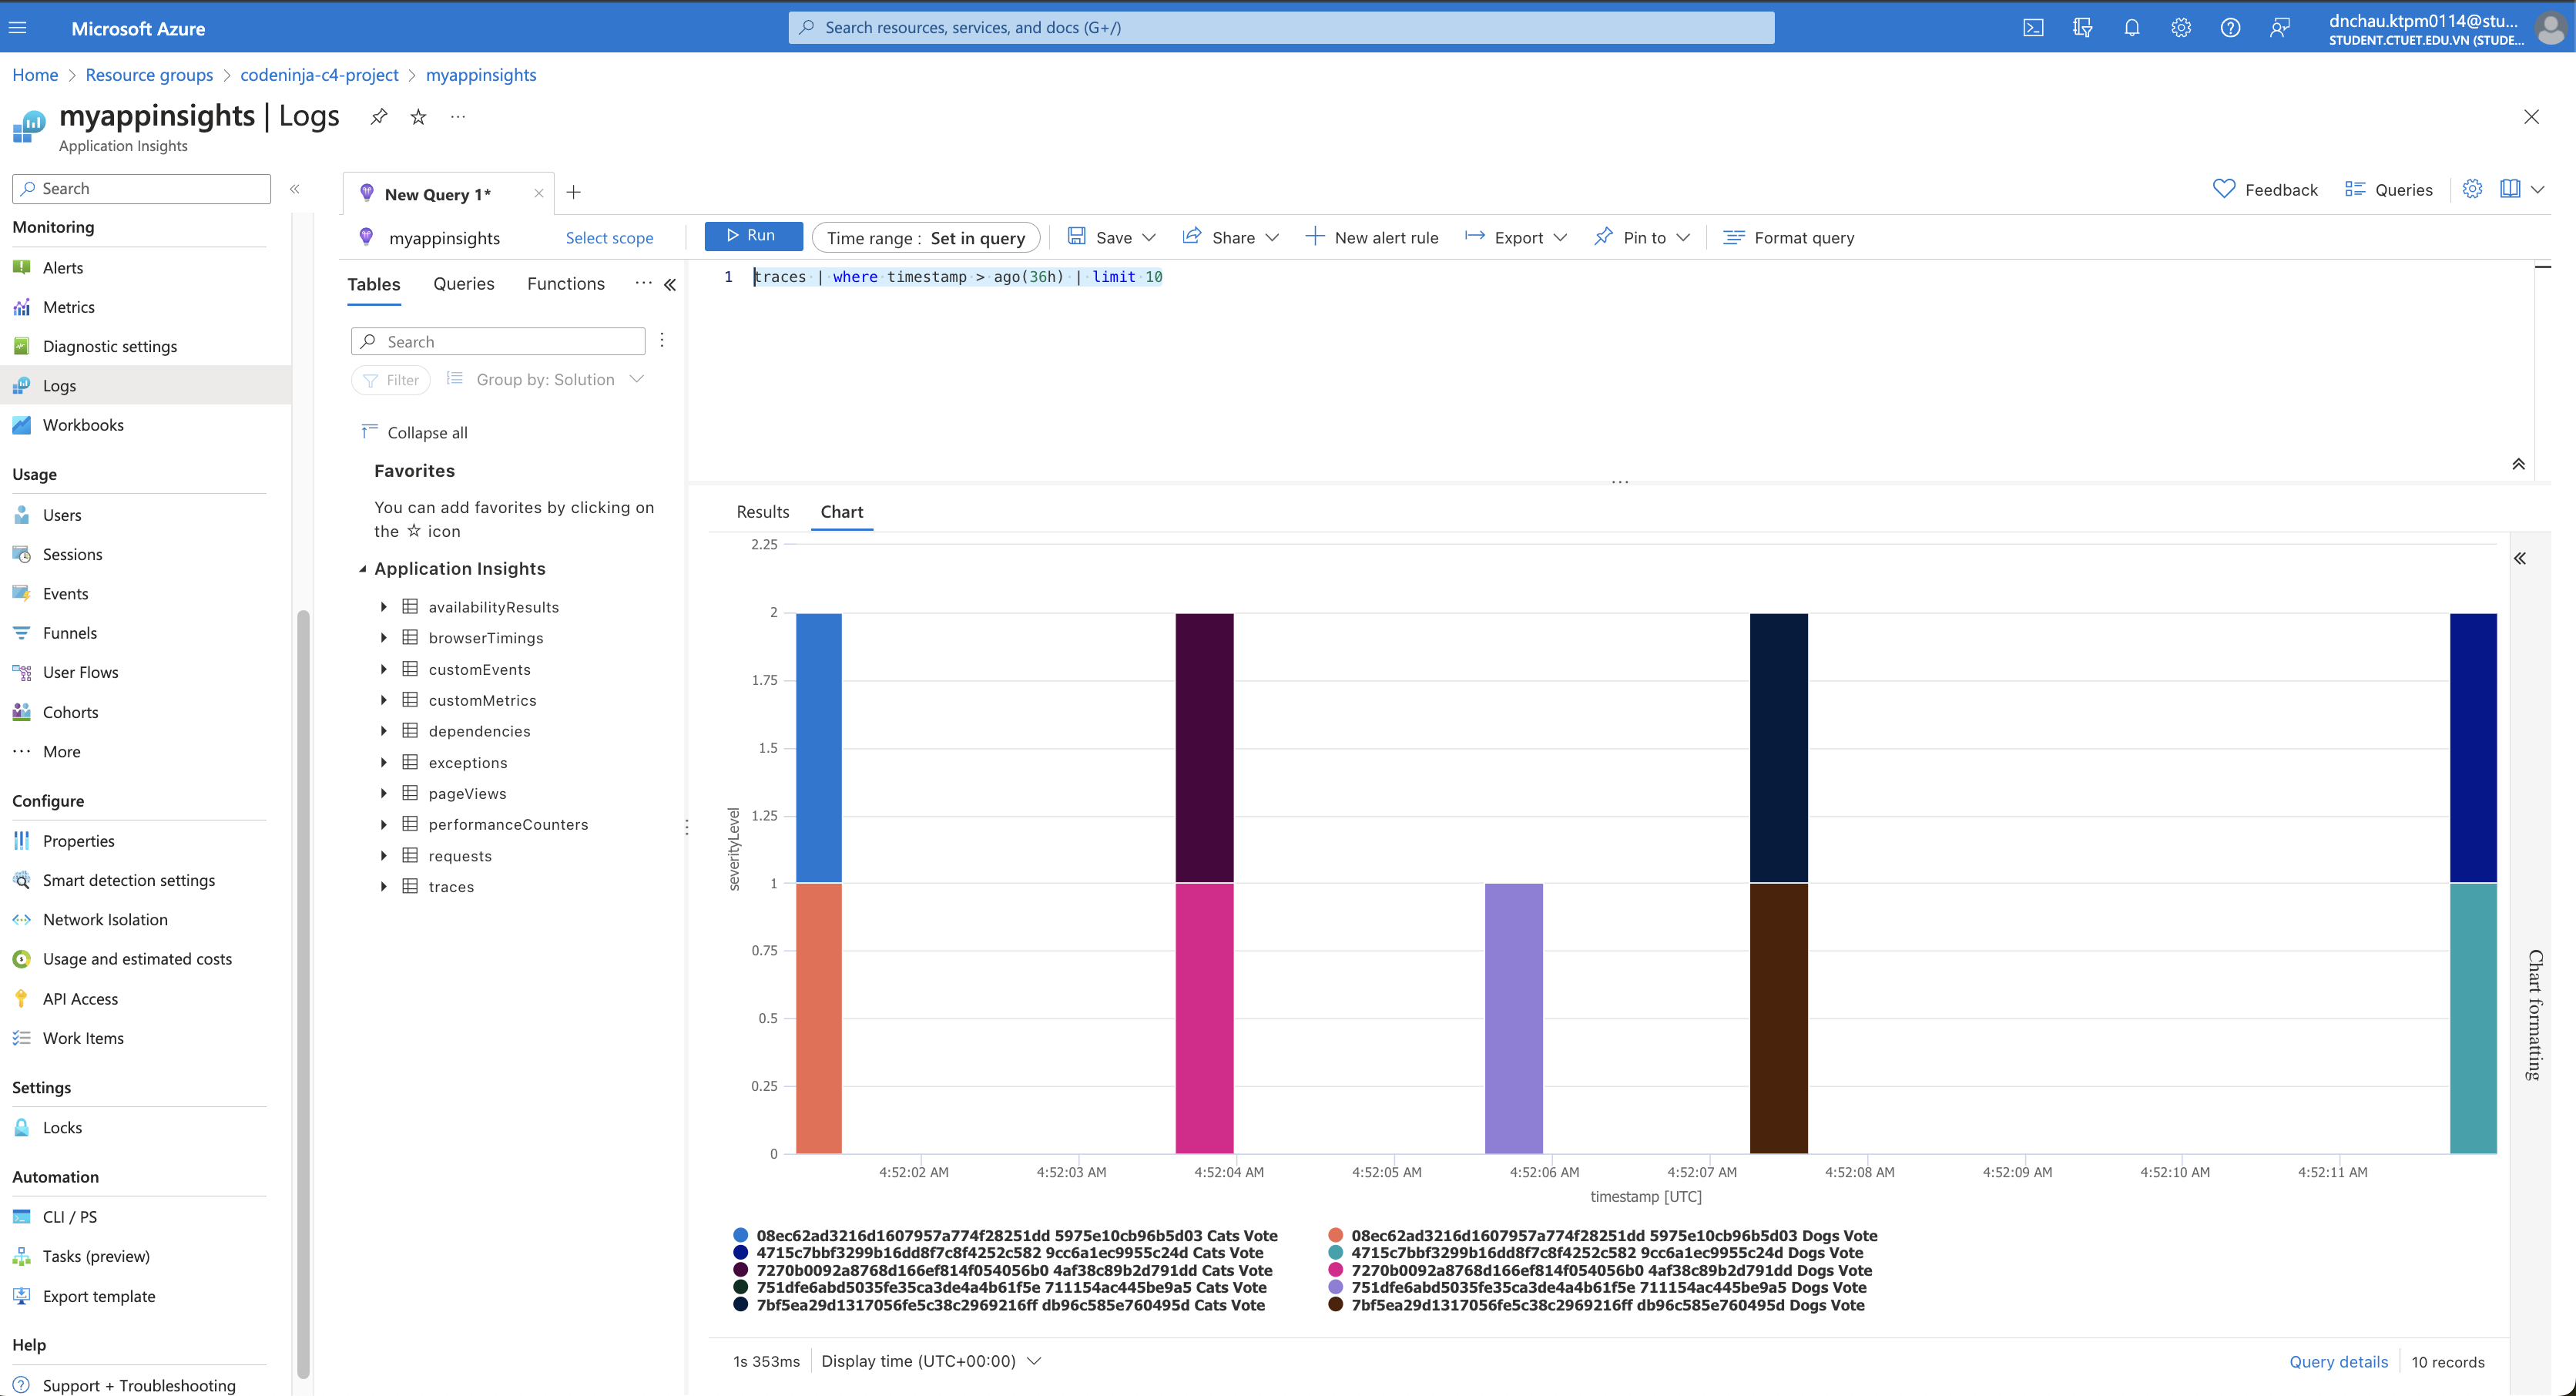 Microsoft Azure
Search resources, services, and docs (G+/)
dnchau.ktpm0114@stu...
STUDENT.CTUET.EDU.VN (STUDE...
Home > Resource groups > codeninja-c4-project > myappinsights
myappinsights | Logs
Application Insights
Search
Monitoring
Alerts
Metrics
Diagnostic settings
Logs
Workbooks
Usage
Users
Sessions
Events
Funnels
User Flows
Cohorts
More
Configure
Properties
Smart detection settings
Network Isolation
Usage and estimated costs
API Access
Work Items
Settings
Locks
Automation
CLI / PS
Tasks (preview)
Export template
Help
Support + Troubleshooting
New Query 1*
Feedback
Queries
myappinsights
Select scope
Run
Time range : Set in query
Save
Share
New alert rule
Export
Pin to
Format query
Tables
Queries
Functions
Search
Filter
Group by: Solution
Collapse all
Favorites
You can add favorites by clicking on
the ☆ icon
Application Insights
availabilityResults
browserTimings
customEvents
customMetrics
dependencies
exceptions
pageViews
performanceCounters
requests
traces
1 traces | where timestamp > ago(36h) | limit 10
Results
Chart
2.25
2
1.75
1.5
1.25
1
0.75
0.5
0.25
0
severityLevel
4:52:02 AM
4:52:03 AM
4:52:04 AM
4:52:05 AM
4:52:06 AM
4:52:07 AM
4:52:08 AM
4:52:09 AM
4:52:10 AM
4:52:11 AM
timestamp [UTC]
08ec62ad3216d1607957a774f28251dd 5975e10cb96b5d03 Cats Vote
08ec62ad3216d1607957a774f28251dd 5975e10cb96b5d03 Dogs Vote
4715c7bbf3299b16dd8f7c8f4252c582 9cc6a1ec9955c24d Cats Vote
4715c7bbf3299b16dd8f7c8f4252c582 9cc6a1ec9955c24d Dogs Vote
7270b0092a8768d166ef814f054056b0 4af38c89b2d791dd Cats Vote
7270b0092a8768d166ef814f054056b0 4af38c89b2d791dd Dogs Vote
751dfe6abd5035fe35ca3de4a4b61f5e 711154ac445be9a5 Cats Vote
751dfe6abd5035fe35ca3de4a4b61f5e 711154ac445be9a5 Dogs Vote
7bf5ea29d1317056fe5c38c2969216ff db96c585e760495d Cats Vote
7bf5ea29d1317056fe5c38c2969216ff db96c585e760495d Dogs Vote
Chart formatting
1s 353ms
Display time (UTC+00:00)
Query details
10 records